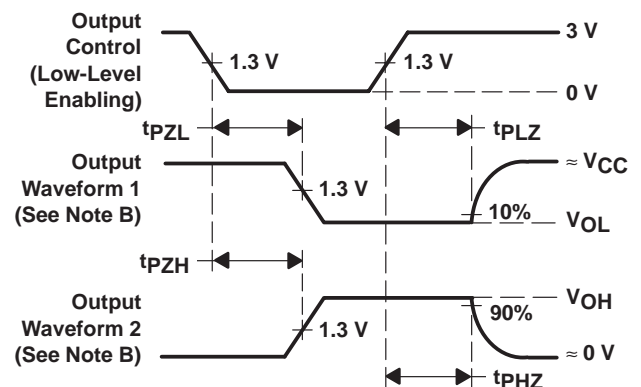 Output
Control
(Low-Level
Enabling)
1.3 V
1.3 V
3 V
0 V
tPZL
tPLZ
Output
Waveform 1
(See Note B)
1.3 V
10%
≈ VCC
VOL
tPZH
Output
Waveform 2
(See Note B)
1.3 V
90%
VOH
≈ 0 V
tPHZ